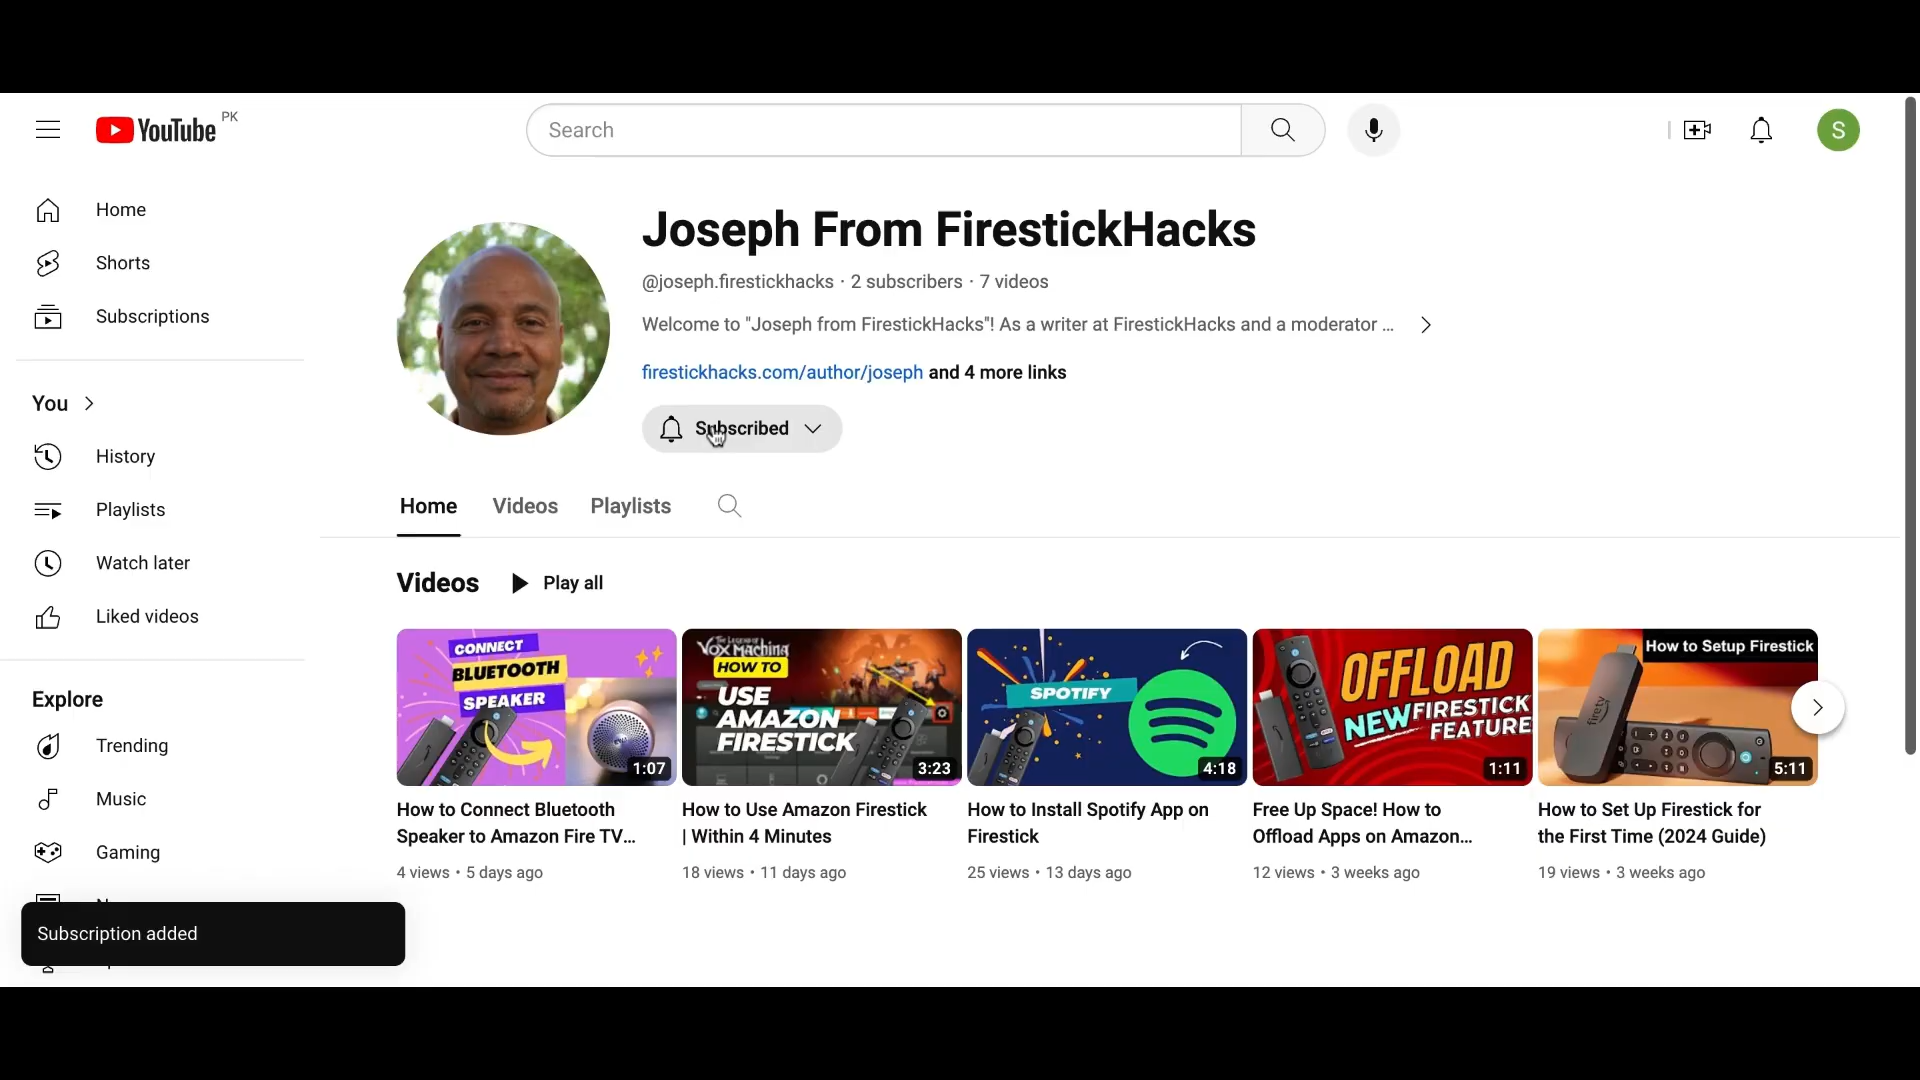 YouTube PK
Search
S
Home
Shorts
Subscriptions
You
History
Playlists
Watch later
Liked videos
Explore
Trending
Music
Gaming
Subscription added
Joseph From FirestickHacks
@joseph.firestickhacks · 2 subscribers · 7 videos
Welcome to "Joseph from FirestickHacks"! As a writer at FirestickHacks and a moderator ...
firestickhacks.com/author/joseph and 4 more links
Subscribed
Home Videos Playlists
Videos Play all
CONNECT
BLUETOOTH
SPEAKER
1:07
How to Connect Bluetooth
Speaker to Amazon Fire TV...
4 views • 5 days ago
THE LEGEND OF
VOX MACHINA
HOW TO
USE
AMAZON
FIRESTICK
3:23
How to Use Amazon Firestick
| Within 4 Minutes
18 views • 11 days ago
SPOTIFY
4:18
How to Install Spotify App on
Firestick
25 views • 13 days ago
OFFLOAD
NEW FIRESTICK
FEATURE
1:11
Free Up Space! How to
Offload Apps on Amazon...
12 views • 3 weeks ago
How to Setup Firestick
firetv
5:11
How to Set Up Firestick for
the First Time (2024 Guide)
19 views • 3 weeks ago